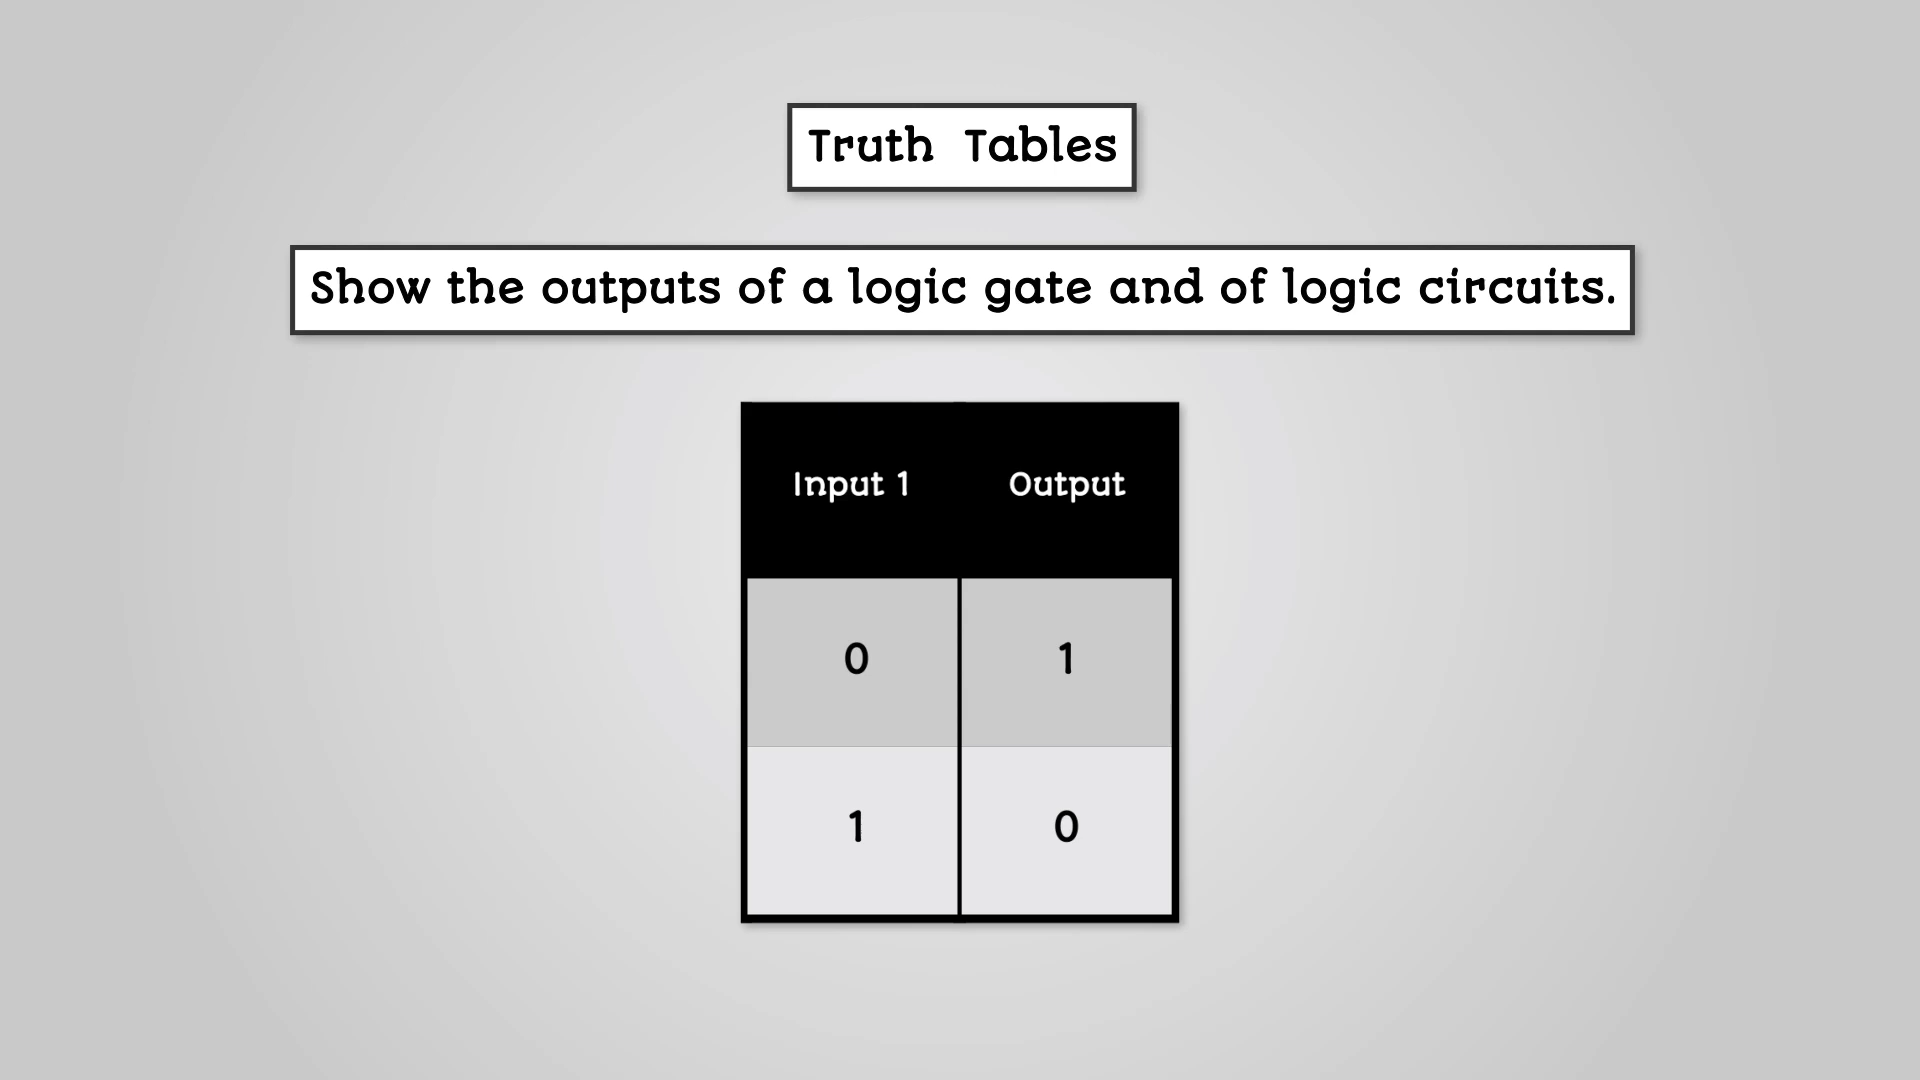 Truth Tables
Show the outputs of a logic gate and of logic circuits.
Input 1 Output
0 1
1 0